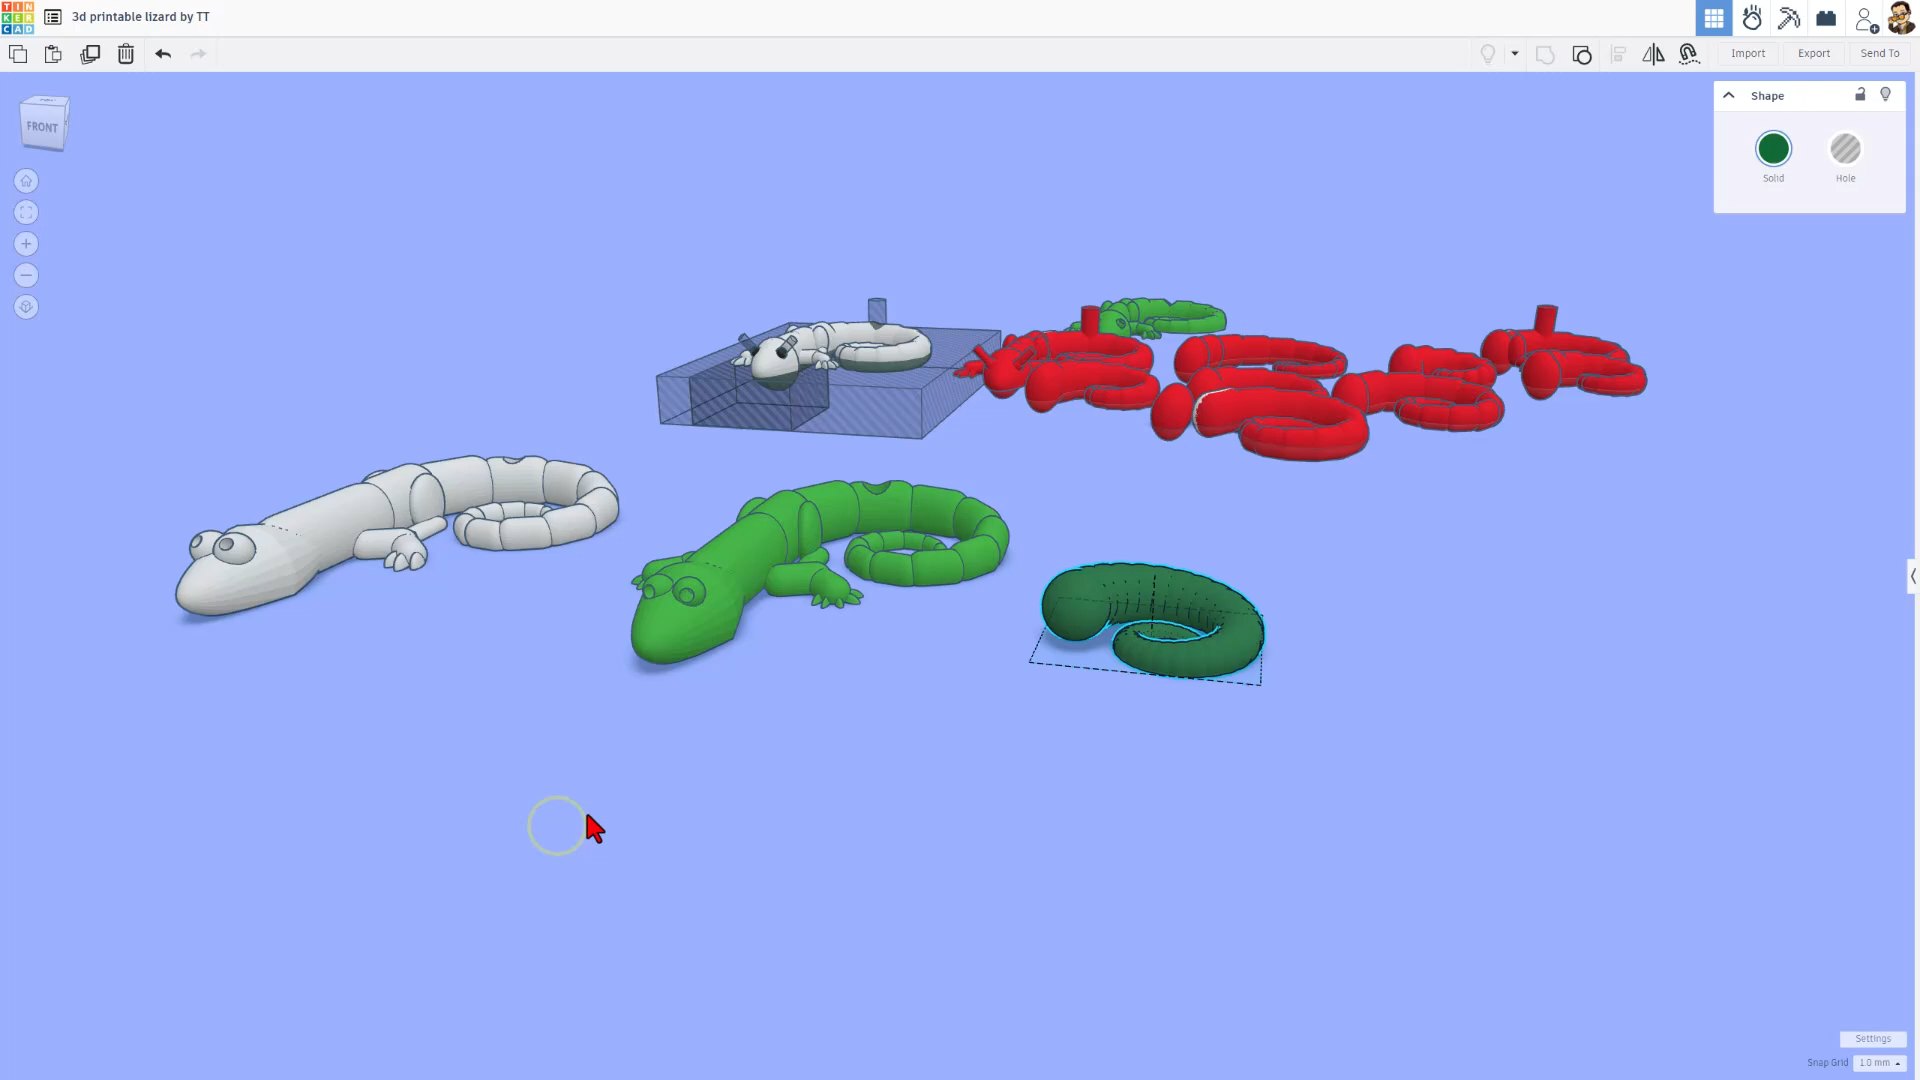 TIN
KER
CAD
3d printable lizard by TT
Import
Export
Send To
FRONT
Shape
Solid
Hole
Settings
Snap Grid 1.0 mm